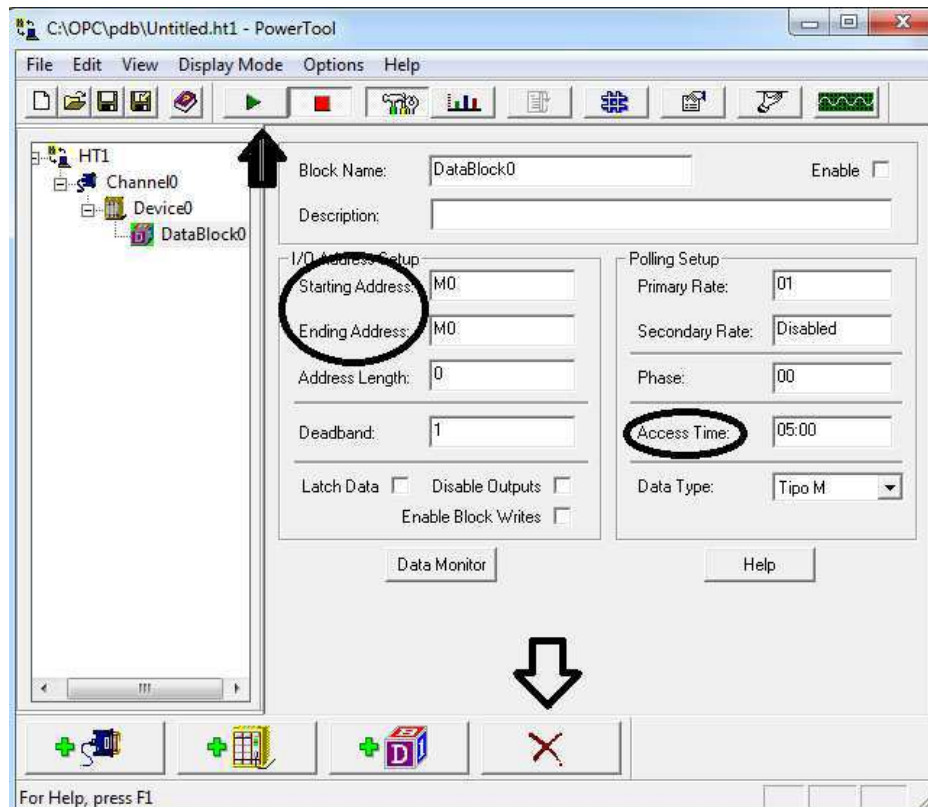 C:\OPC\pdb\Untitled.ht1 - PowerTool
File Edit View Display Mode Options Help
HT1
Channel0
Device0
DataBlock0
Block Name: DataBlock0 Enable
Description:
I/O Address Setup
Starting Address: M0
Ending Address: M0
Address Length: 0
Deadband: 1
Latch Data Disable Outputs
Enable Block Writes
Polling Setup
Primary Rate: 01
Secondary Rate: Disabled
Phase: 00
Access Time: 05:00
Data Type: Tipo M
Data Monitor
Help
D
For Help, press F1